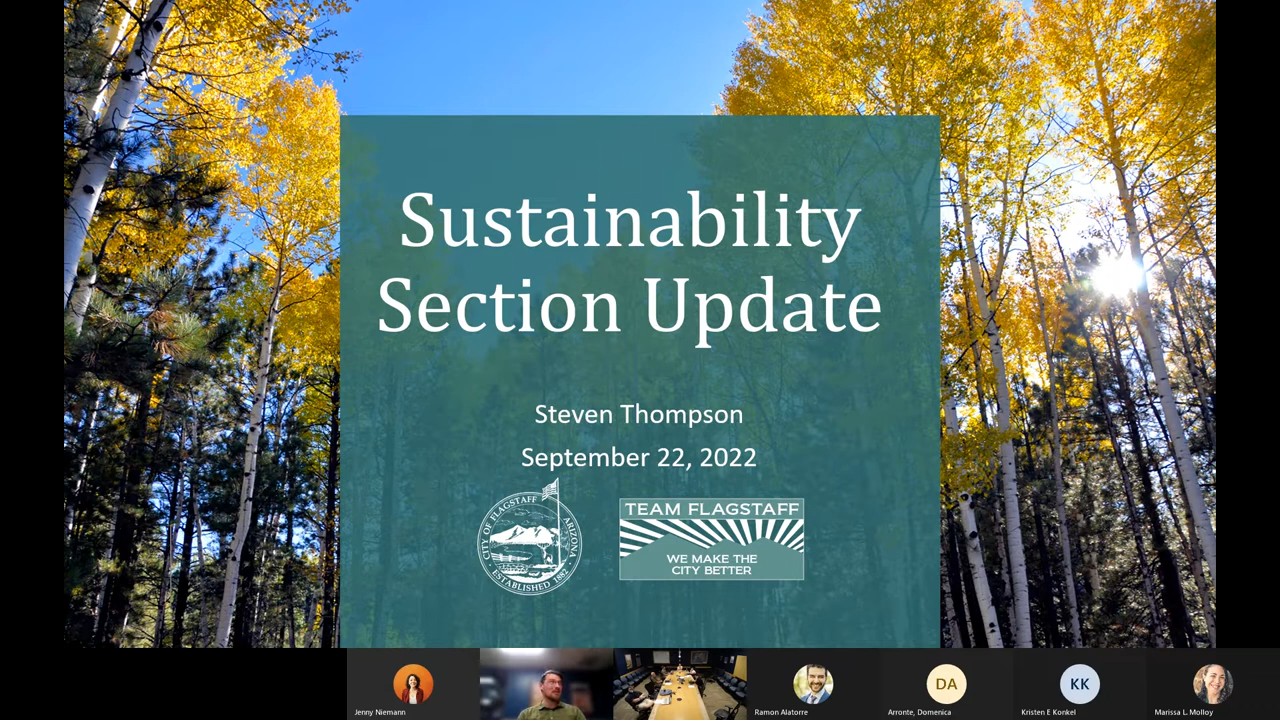 Sustainability
Section Update
Steven Thompson
September 22, 2022
CITY OF FLAGSTAFF
ARIZONA
ESTABLISHED 1882
TEAM FLAGSTAFF
WE MAKE THE
CITY BETTER
DA
KK
Jenny Niemann
Ramon Alatorre
Arronte, Domenica
Kristen E Konkel
Marissa L. Molloy